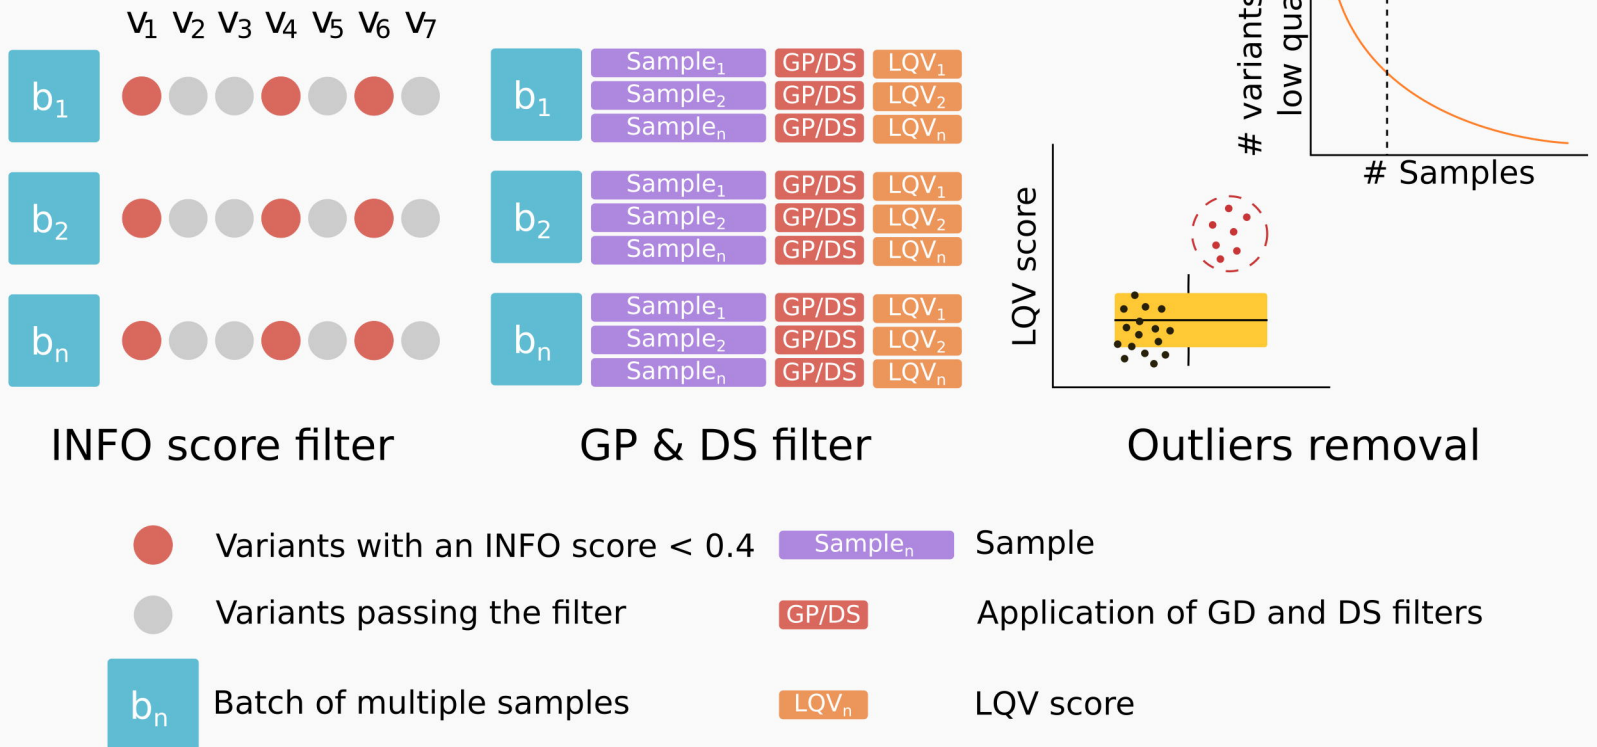 V1 V2 V3 V4 V5 V6 V7
b1
b2
bn
b1
Sample1 GP/DS LQV1
Sample2 GP/DS LQV2
Samplen GP/DS LQVn
b2
Sample1 GP/DS LQV1
Sample2 GP/DS LQV2
Samplen GP/DS LQVn
bn
Sample1 GP/DS LQV1
Sample2 GP/DS LQV2
Samplen GP/DS LQVn
# variants
low
# Samples
LQV score
INFO score filter
GP & DS filter
Outliers removal
Variants with an INFO score < 0.4
Variants passing the filter
bn Batch of multiple samples
Samplen Sample
GP/DS Application of GD and DS filters
LQVn LQV score